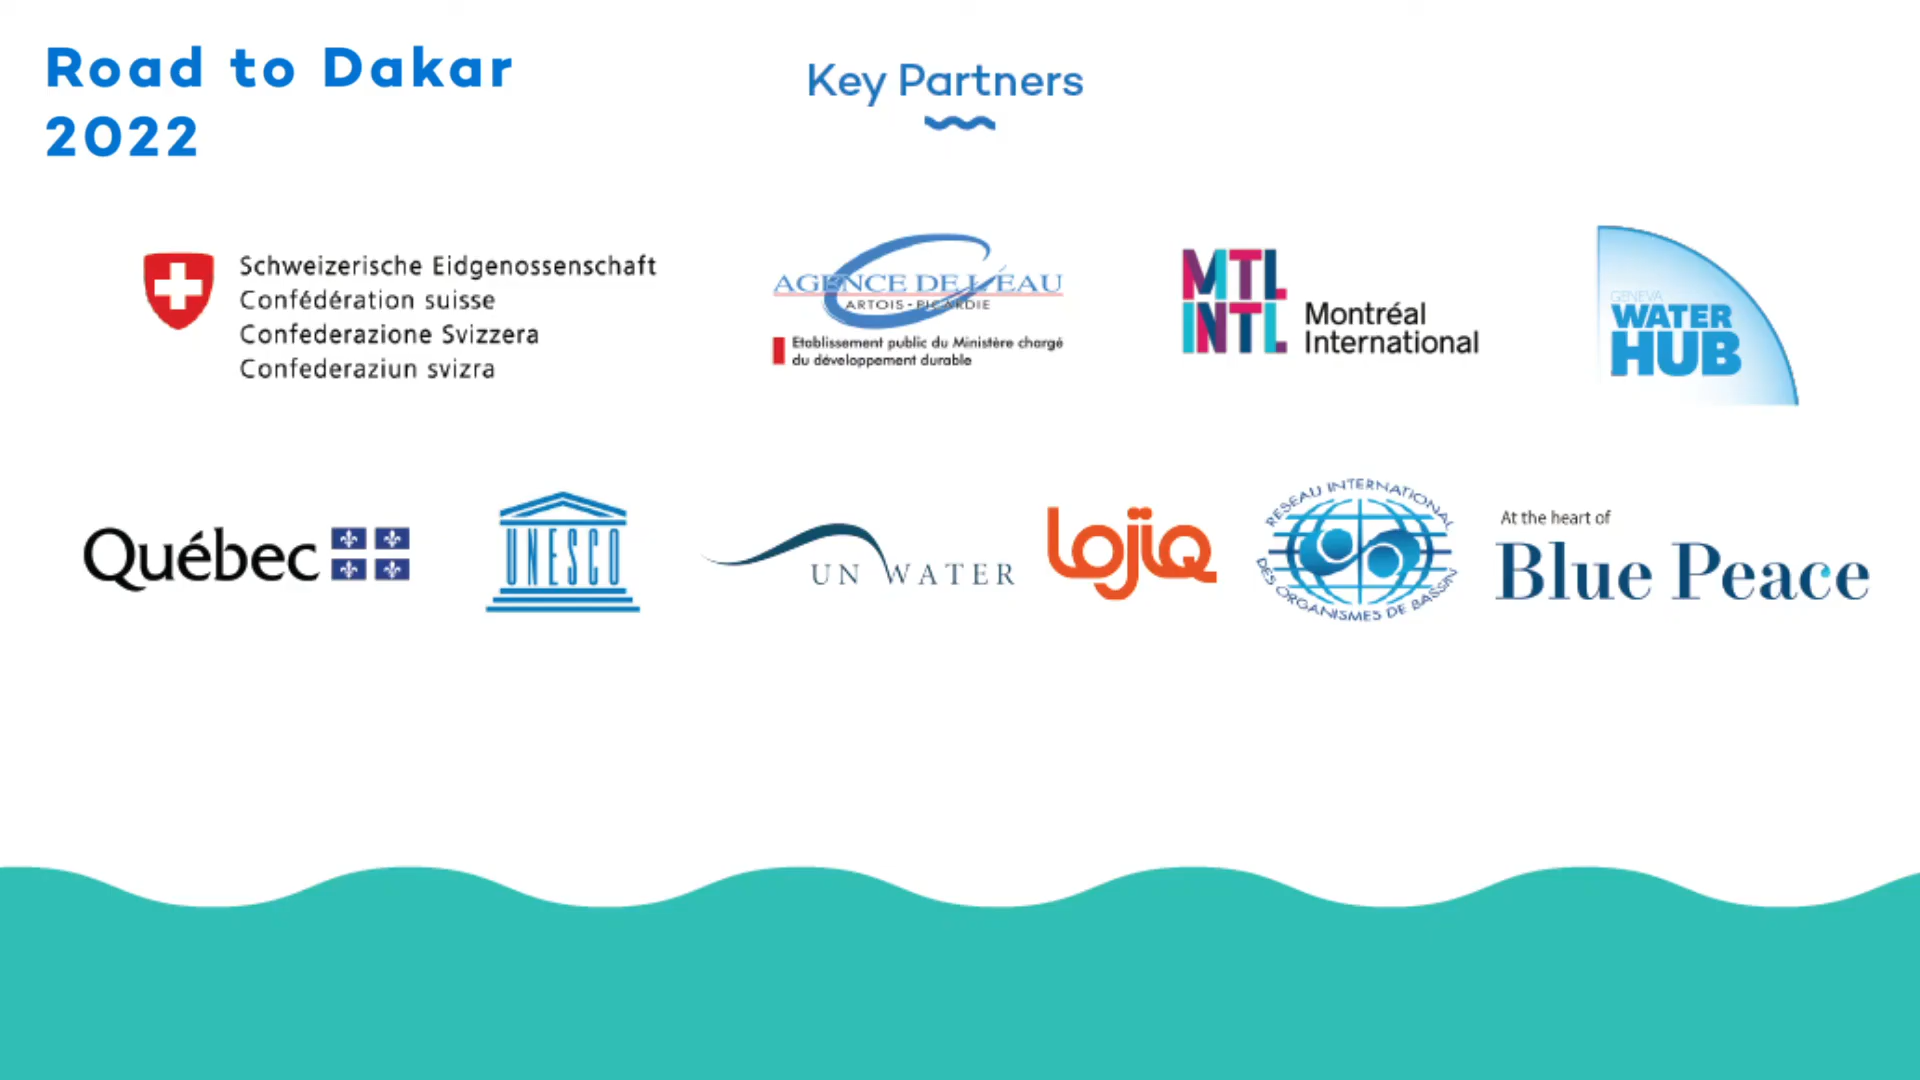 Road to Dakar
2022
Key Partners
Schweizerische Eidgenossenschaft
Confédération suisse
Confederazione Svizzera
Confederaziun svizra
AGENCE DE L'EAU
ARTOIS - PICARDIE
Etablissement public du Ministère chargé
du développement durable
MTL
INTL
Montréal
International
GENEVA
WATER
HUB
Québec
UNESCO
UN WATER
LOJIQ
RESEAU INTERNATIONAL
DES ORGANISMES DE BASSIN
At the heart of
Blue Peace